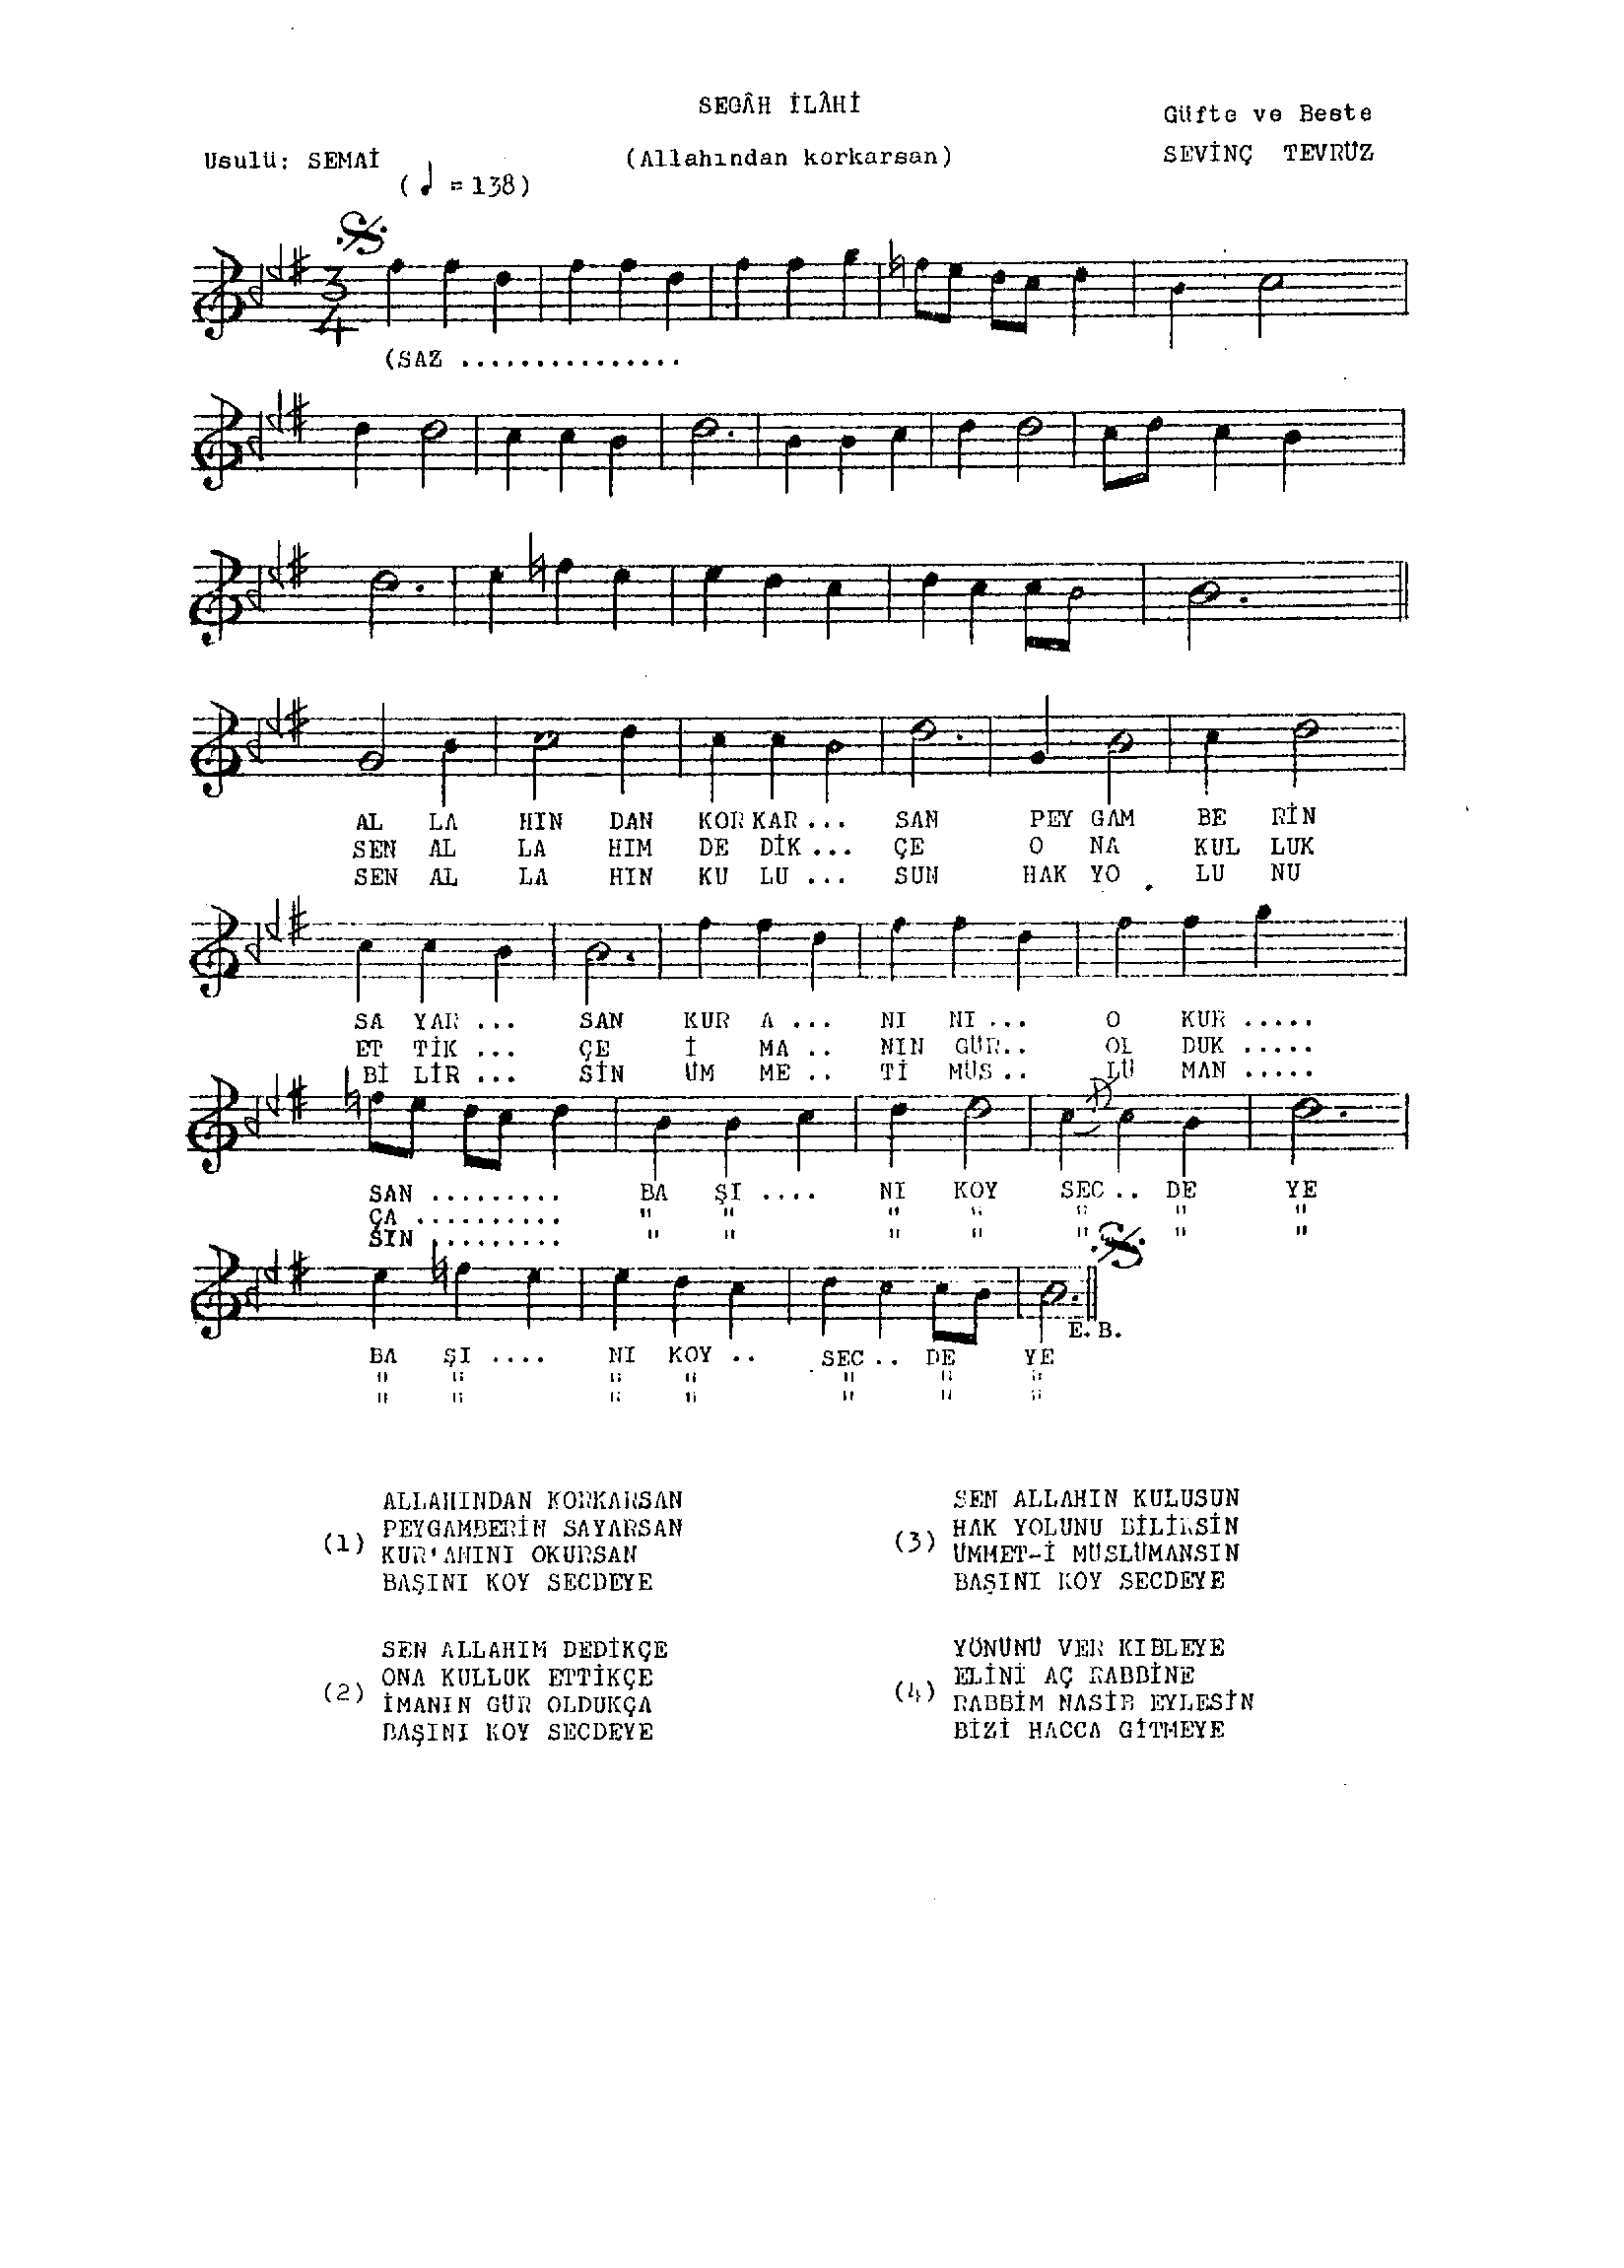 SEGÂH İLÂHİ
Güfte ve Beste
Usulü: SEMAİ
(Allahından korkarsan)
SEVİNÇ TEVRÜZ
( ♩ = 138)
3
4
(SAZ ...............
AL LA HIN DAN KOR KAR ... SAN PEY GAM BE RİN
SEN AL LA HIM DE DİK ... ÇE O NA KUL LUK
SEN AL LA HIN KU LU ... SUN HAK YO LU NU
SA YAR ... SAN KUR A ... NI NI ... O KUR .....
ET TİK ... ÇE İ MA .. NIN GÜR.. OL DUK .....
Bİ LİR ... SİN ÜM ME .. Tİ MÜS .. LÜ MAN .....
SAN ......... BA ŞI .... NI KOY SEC .. DE YE
ÇA .......... " " " " " " "
SIN ......... " " " " " " "
E. B.
BA ŞI .... NI KOY .. SEC .. DE YE
" " " " " " "
" " " " " " "
(1)
ALLAHINDAN KORKARSAN
PEYGAMBERİN SAYARSAN
KUR'ANINI OKURSAN
BAŞINI KOY SECDEYE
(2)
SEN ALLAHIM DEDİKÇE
ONA KULLUK ETTİKÇE
İMANIN GÜR OLDUKÇA
BAŞINI KOY SECDEYE
(3)
SEN ALLAHIN KULUSUN
HAK YOLUNU BİLİRSİN
ÜMMET-İ MÜSLÜMANSIN
BAŞINI KOY SECDEYE
(4)
YÖNÜNÜ VER KIBLEYE
ELİNİ AÇ RABBİNE
RABBİM NASİB EYLESİN
BİZİ HACCA GİTMEYE